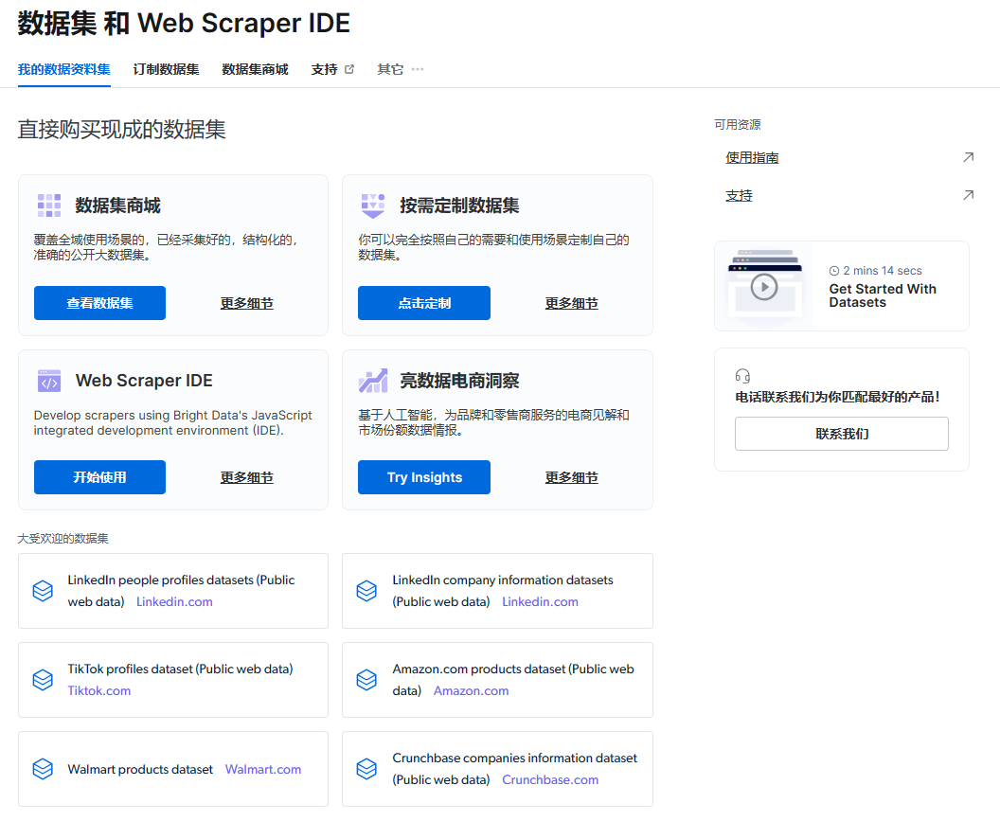 数据集 和 Web Scraper IDE
我的数据资料集 订制数据集 数据集商城 支持 其它 ···
直接购买现成的数据集
数据集商城
覆盖全域使用场景的，已经采集好的，结构化的，
准确的公开大数据集。
查看数据集 更多细节
按需定制数据集
你可以完全按照自己的需要和使用场景定制自己的
数据集。
点击定制 更多细节
Web Scraper IDE
Develop scrapers using Bright Data's JavaScript
integrated development environment (IDE).
开始使用 更多细节
亮数据电商洞察
基于人工智能，为品牌和零售商服务的电商见解和
市场份额数据情报。
Try Insights 更多细节
大受欢迎的数据集
LinkedIn people profiles datasets (Public
web data) Linkedin.com
LinkedIn company information datasets
(Public web data) Linkedin.com
TikTok profiles dataset (Public web data)
Tiktok.com
Amazon.com products dataset (Public web
data) Amazon.com
Walmart products dataset Walmart.com
Crunchbase companies information dataset
(Public web data) Crunchbase.com
可用资源
使用指南
支持
2 mins 14 secs
Get Started With
Datasets
电话联系我们为你匹配最好的产品！
联系我们